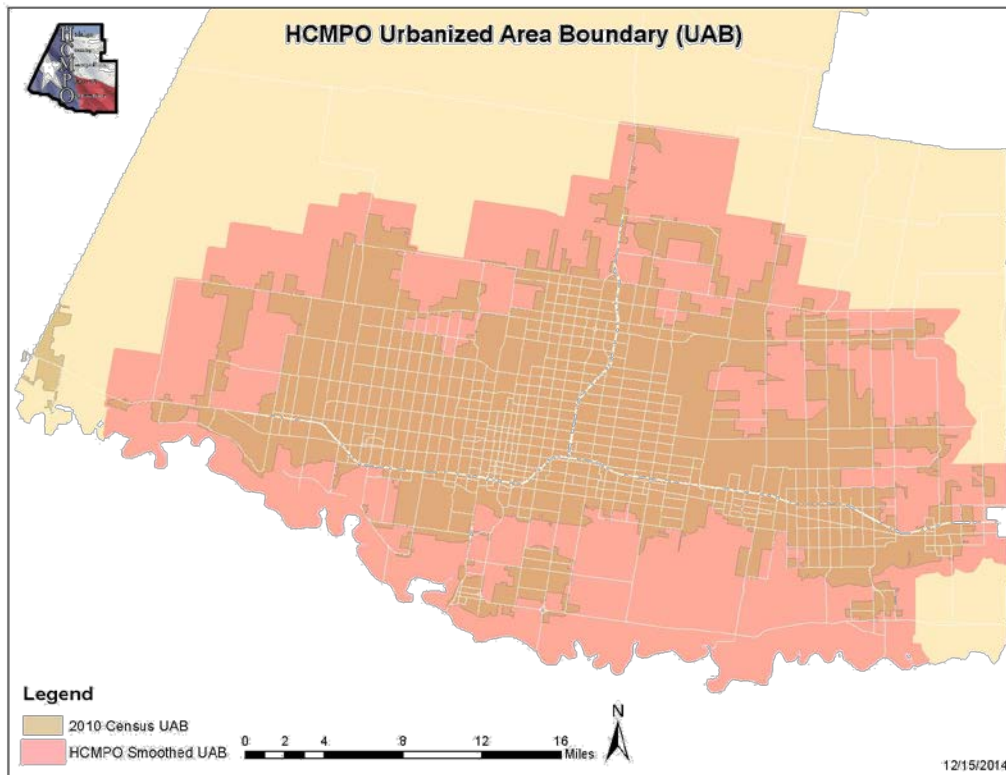 HCMPO Urbanized Area Boundary (UAB)
H
C
M
P
O
Legend
2010 Census UAB
HCMPO Smoothed UAB
0 2 4 8 12 16
Miles
N
12/15/2014